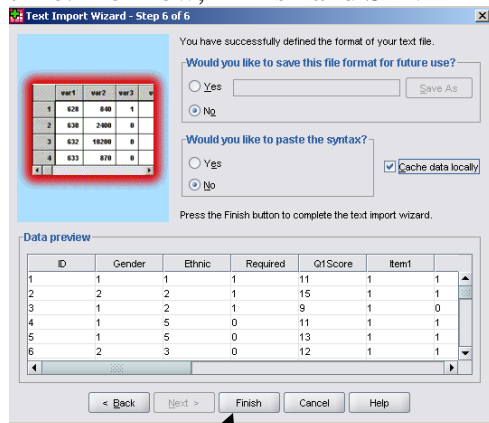 Text Import Wizard - Step 6 of 6
You have successfully defined the format of your text file.
Would you like to save this file format for future use?
Yes
Save As
No
var1 var2 var3
1 628 840 1
2 630 2400 0
3 632 10200 0
4 633 870 0
Would you like to paste the syntax?
Yes
Cache data locally
No
Press the Finish button to complete the text import wizard.
Data preview
ID Gender Ethnic Required Q1Score Item1
1 1 1 1 11 1 1
2 2 2 1 15 1 1
3 1 2 1 9 1 0
4 1 5 0 11 1 1
5 1 5 0 13 1 1
6 2 3 0 12 1 1
< Back Next > Finish Cancel Help